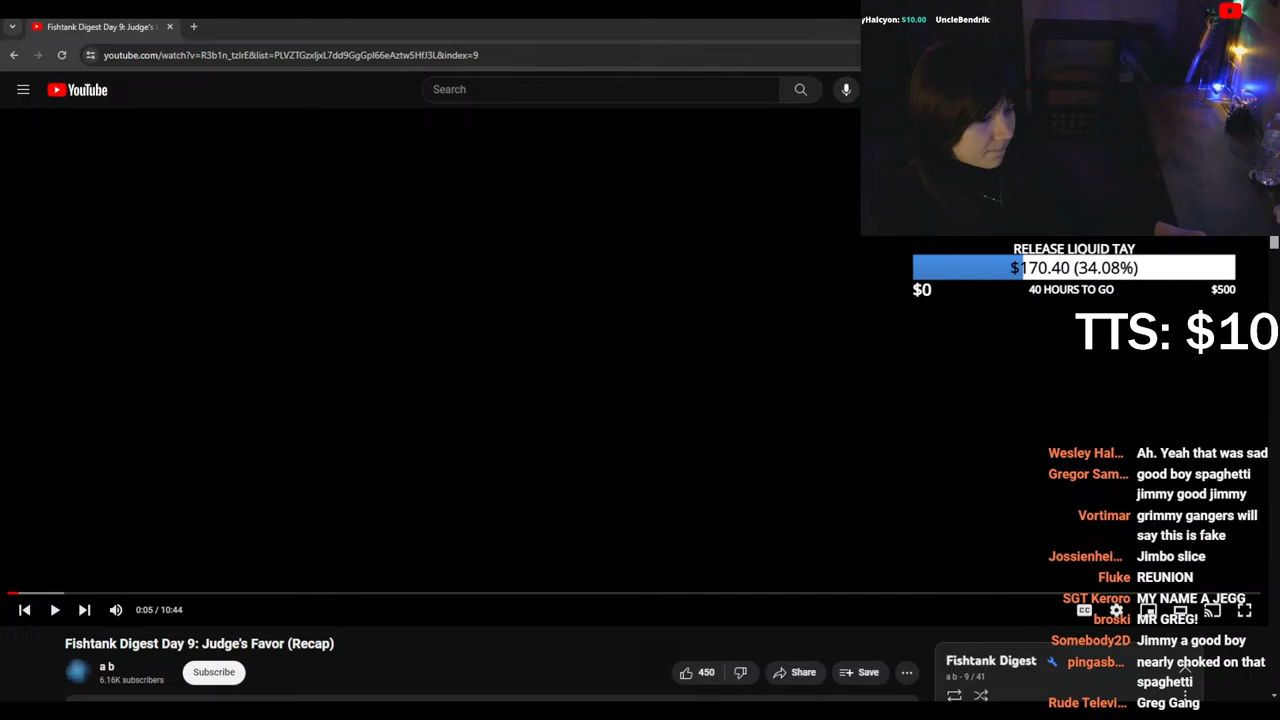 Fishtank Digest Day 9: Judge's
youtube.com/watch?v=R3b1n_tzlrE&list=PLVZTGzxljxL7dd9GgGpl66eAztw5HfJ3L&index=9
YouTube
Search
yHalcyon: $10.00 UncleBendrik
RELEASE LIQUID TAY
$170.40 (34.08%)
$0 40 HOURS TO GO $500
TTS: $10
Wesley Hal... Ah. Yeah that was sad
Gregor Sam... good boy spaghetti
jimmy good jimmy
Vortimar grimmy gangers will
say this is fake
Jossienhei... Jimbo slice
Fluke REUNION
SGT Keroro MY NAME A JEGG
broski MR GREG!
Somebody2D Jimmy a good boy
pingasb... nearly choked on that
spaghetti
Rude Televi... Greg Gang
0:05 / 10:44
CC
Fishtank Digest Day 9: Judge's Favor (Recap)
a b
6.16K subscribers
Subscribe
450
Share
Save
Fishtank Digest
a b - 9 / 41